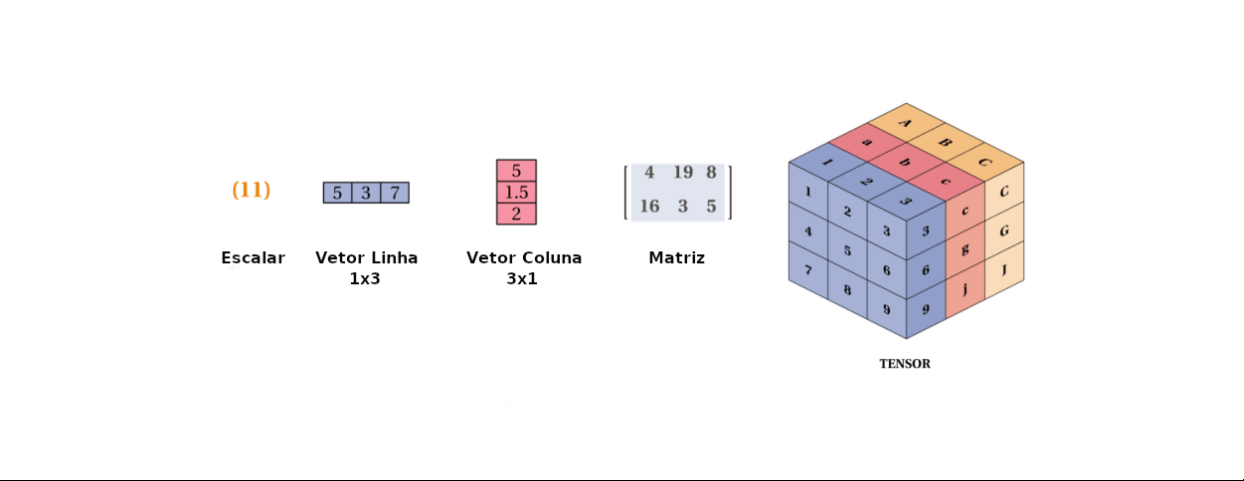 (11)
5 3 7
5
1.5
2
4 19 8
16 3 5
Escalar
Vetor Linha
1x3
Vetor Coluna
3x1
Matriz
A B C
a b c
1 2 3
1 2 3
4 5 6
7 8 9
3 c C
6 g G
9 j J
TENSOR